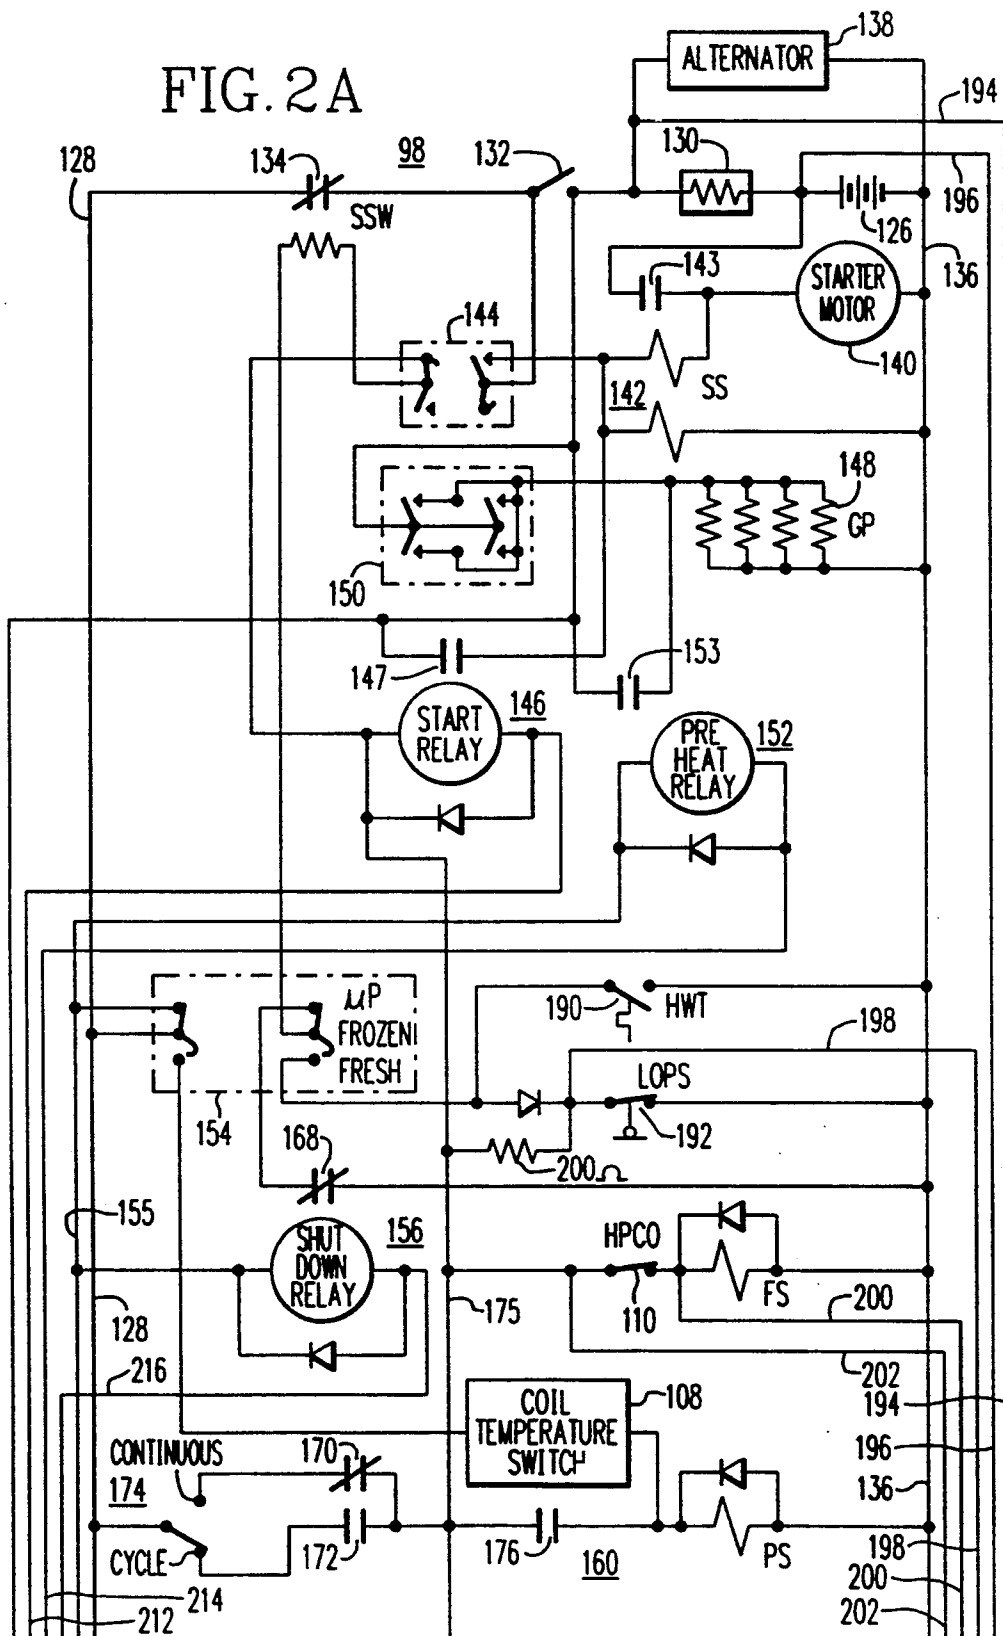 138
ALTERNATOR
FIG. 2A
194
128
134
98
132
130
196
SSW
126
136
143
STARTER
MOTOR
144
140
142
SS
148
GP
150
153
147
146
START
RELAY
152
PRE
HEAT
RELAY
190
HWT
μP
FROZEN
FRESH
198
LOPS
192
154
168
200Ω
155
156
SHUT
DOWN
RELAY
HPCO
FS
110
175
200
128
202
216
194
COIL
TEMPERATURE
SWITCH
108
CONTINUOUS
170
174
196
136
172
176
PS
198
CYCLE
160
200
214
202
212